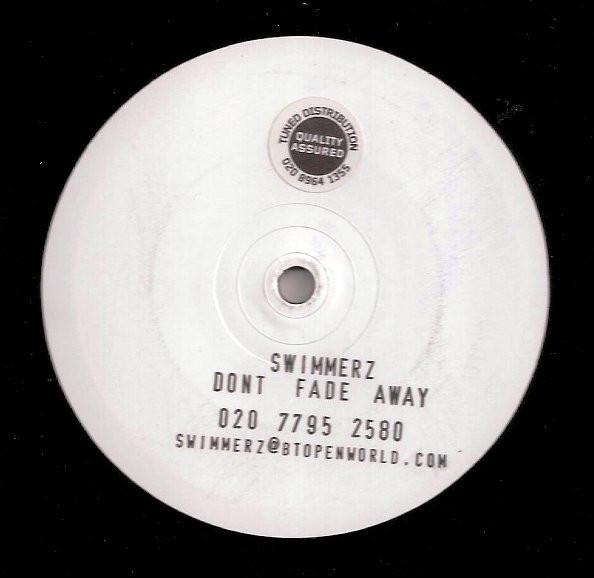 TUNED DISTRIBUTION
QUALITY
ASSURED
020 8964 1355
SWIMMERZ
DONT FADE AWAY
020 7795 2580
SWIMMERZ@BTOPENWORLD.COM